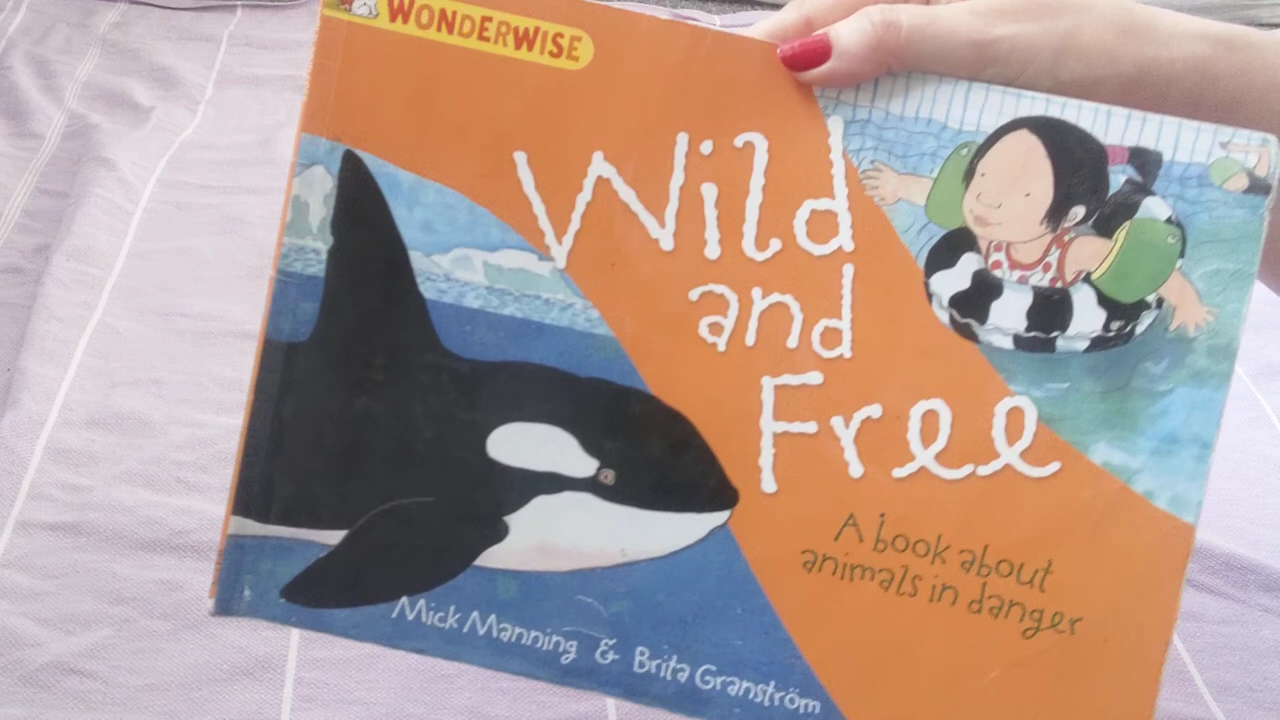 WONDERWISE
Wild
and
Free
A book about
animals in danger
Mick Manning & Brita Granström